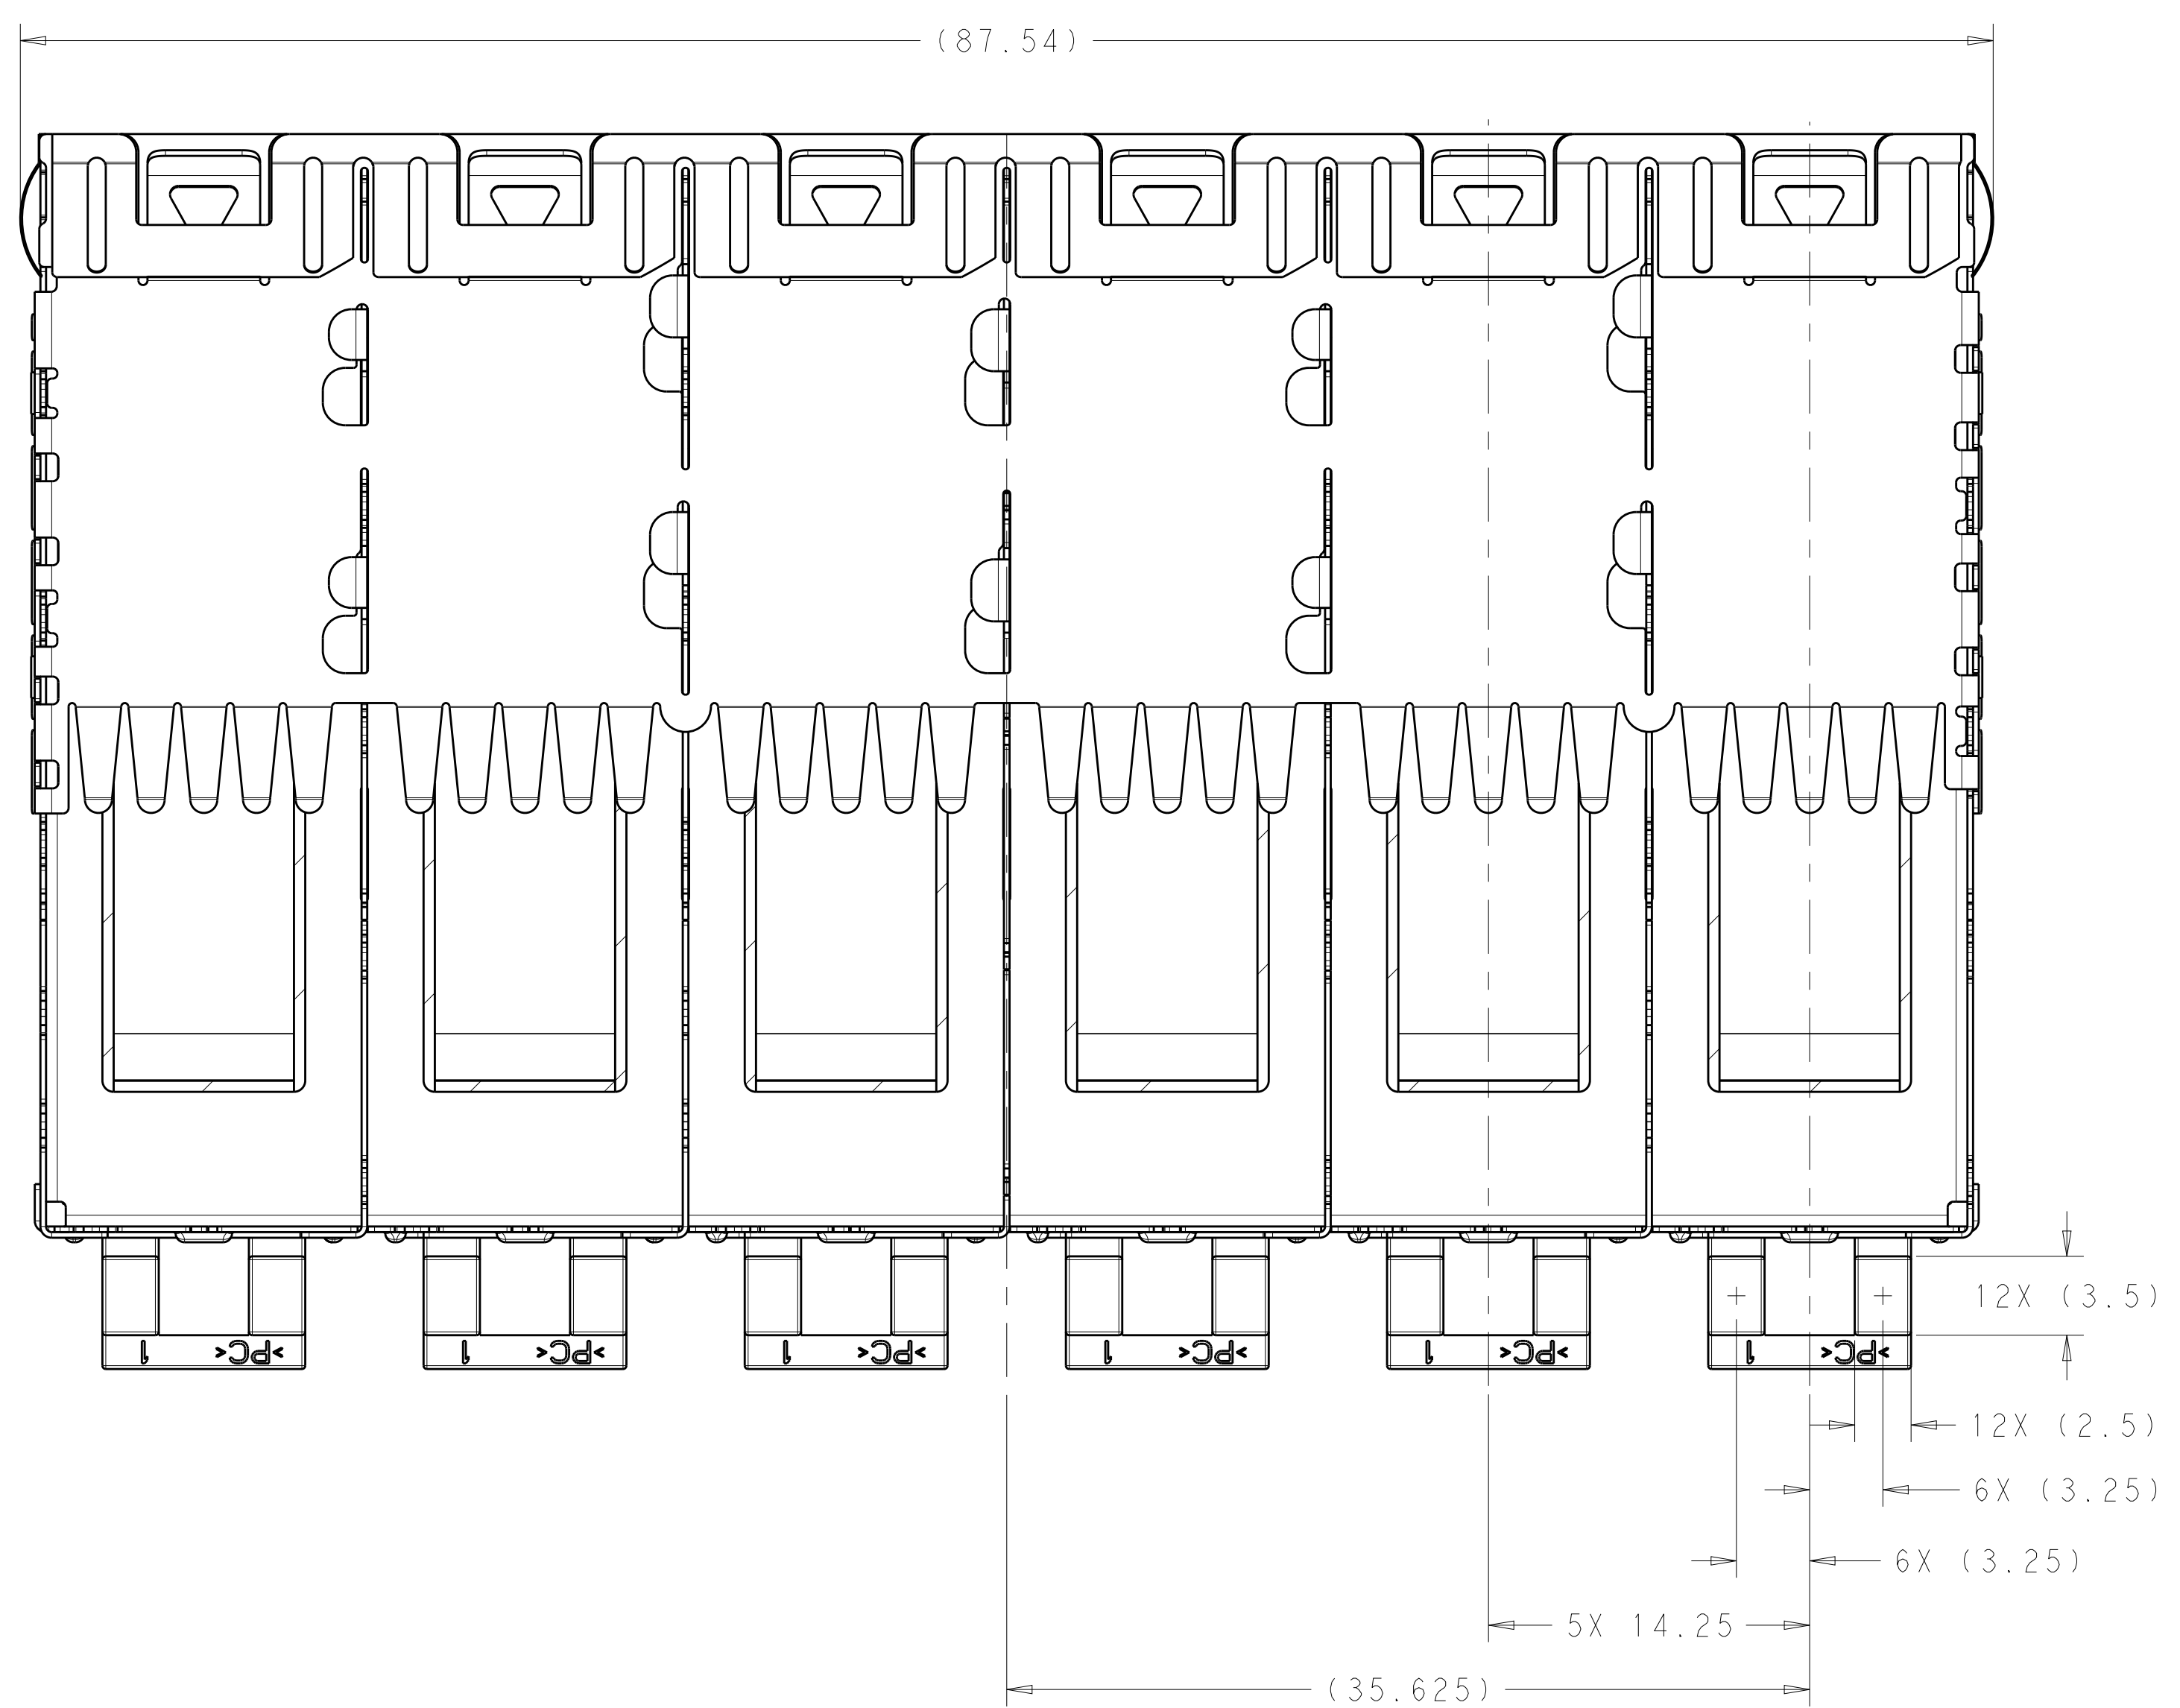 (87.54)
12X (3.5)
1 >PC< 1 >PC< 1 >PC< 1 >PC< 1 >PC< 1 >PC<
12X (2.5)
6X (3.25)
6X (3.25)
5X 14.25
(35.625)